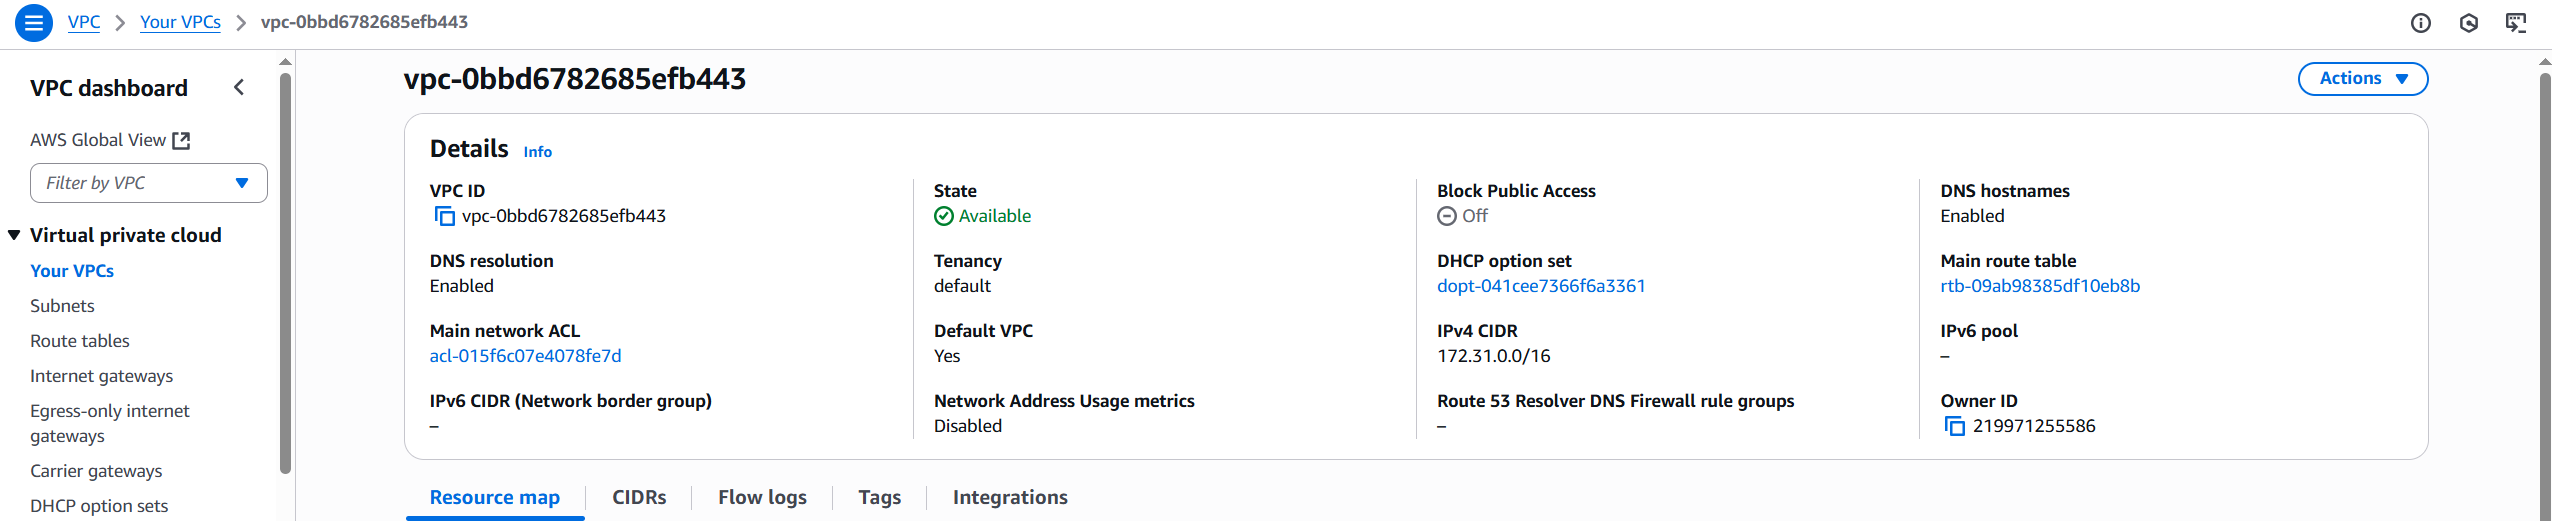 VPC > Your VPCs > vpc-0bbd6782685efb443
VPC dashboard
AWS Global View
Filter by VPC
Virtual private cloud
Your VPCs
Subnets
Route tables
Internet gateways
Egress-only internet
gateways
Carrier gateways
DHCP option sets
vpc-0bbd6782685efb443
Actions
Details Info
VPC ID
vpc-0bbd6782685efb443
State
Available
Block Public Access
Off
DNS hostnames
Enabled
DNS resolution
Enabled
Tenancy
default
DHCP option set
dopt-041cee7366f6a3361
Main route table
rtb-09ab98385df10eb8b
Main network ACL
acl-015f6c07e4078fe7d
Default VPC
Yes
IPv4 CIDR
172.31.0.0/16
IPv6 pool
–
IPv6 CIDR (Network border group)
–
Network Address Usage metrics
Disabled
Route 53 Resolver DNS Firewall rule groups
–
Owner ID
219971255586
Resource map
CIDRs
Flow logs
Tags
Integrations